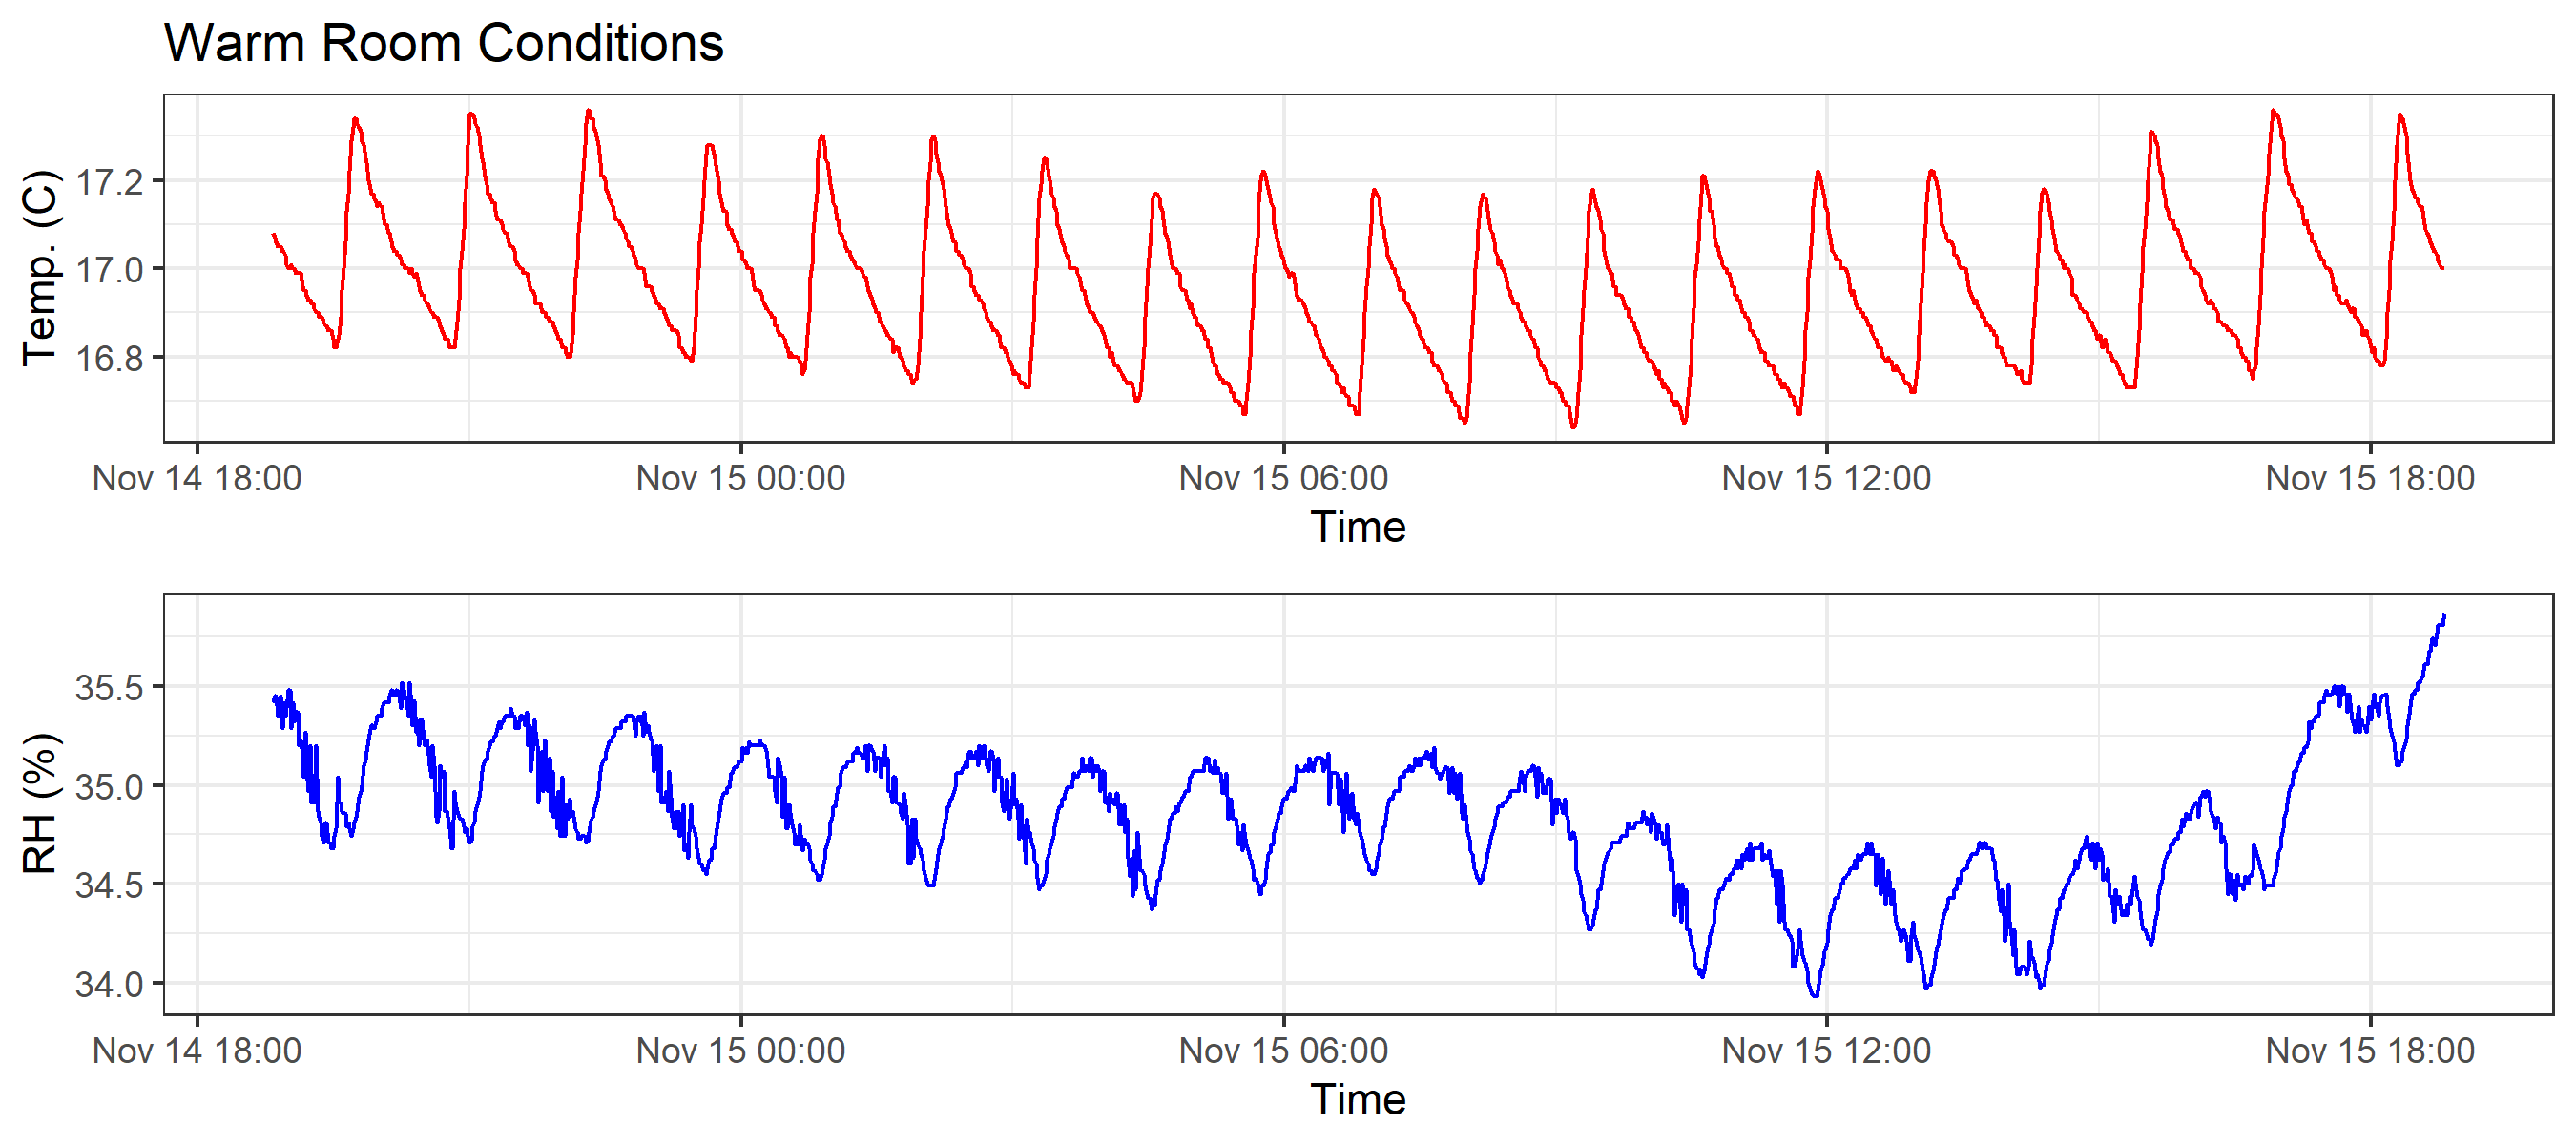 Warm Room Conditions
Temp. (C)
17.2
17.0
16.8
Nov 14 18:00 Nov 15 00:00 Nov 15 06:00 Nov 15 12:00 Nov 15 18:00
Time
RH (%)
35.5
35.0
34.5
34.0
Nov 14 18:00 Nov 15 00:00 Nov 15 06:00 Nov 15 12:00 Nov 15 18:00
Time